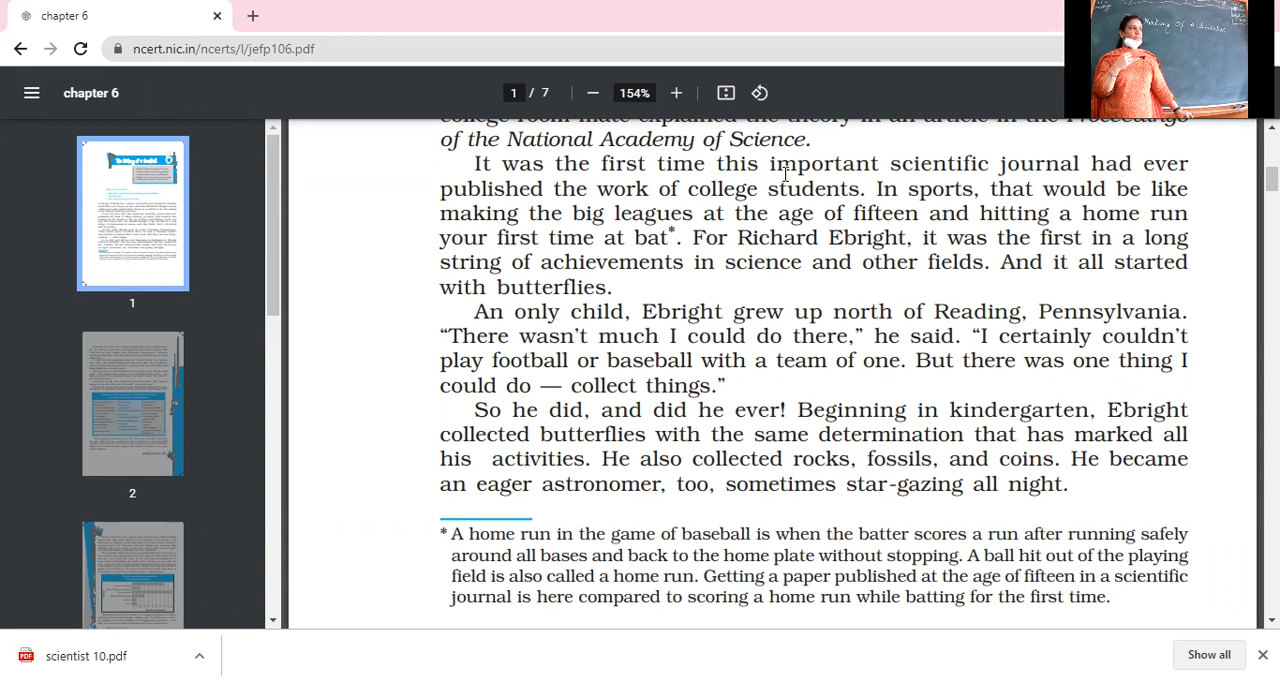 chapter 6
ncert.nic.in/ncerts/l/jefp106.pdf
Making Of a Scientist
chapter 6
1 / 7
154%
of the National Academy of Science.
It was the first time this important scientific journal had ever
published the work of college students. In sports, that would be like
making the big leagues at the age of fifteen and hitting a home run
your first time at bat*. For Richard Ebright, it was the first in a long
string of achievements in science and other fields. And it all started
with butterflies.
An only child, Ebright grew up north of Reading, Pennsylvania.
“There wasn’t much I could do there,” he said. “I certainly couldn’t
play football or baseball with a team of one. But there was one thing I
could do — collect things.”
So he did, and did he ever! Beginning in kindergarten, Ebright
collected butterflies with the same determination that has marked all
his activities. He also collected rocks, fossils, and coins. He became
an eager astronomer, too, sometimes star-gazing all night.
* A home run in the game of baseball is when the batter scores a run after running safely
around all bases and back to the home plate without stopping. A ball hit out of the playing
field is also called a home run. Getting a paper published at the age of fifteen in a scientific
journal is here compared to scoring a home run while batting for the first time.
1
2
scientist 10.pdf
Show all